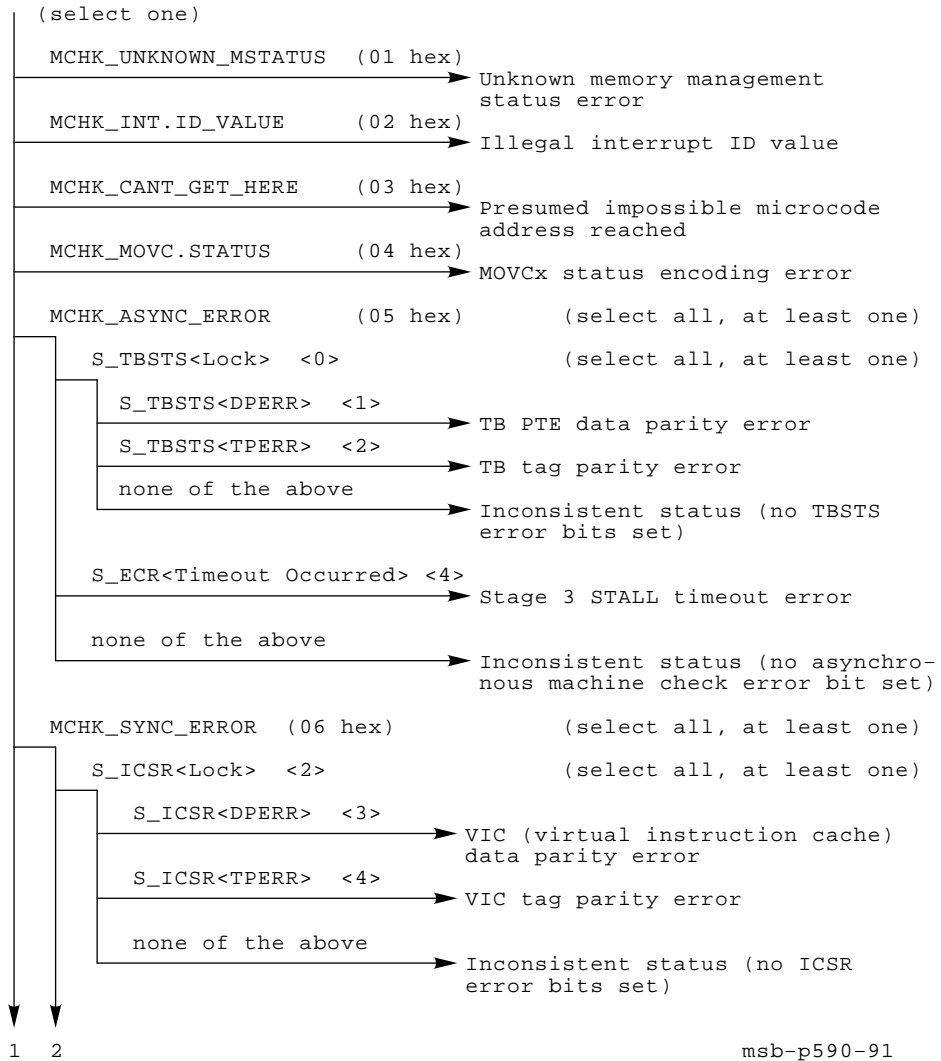 (select one)
MCHK_UNKNOWN_MSTATUS (01 hex)
Unknown memory management
status error
MCHK_INT.ID_VALUE (02 hex)
Illegal interrupt ID value
MCHK_CANT_GET_HERE (03 hex)
Presumed impossible microcode
address reached
MCHK_MOVC.STATUS (04 hex)
MOVCx status encoding error
MCHK_ASYNC_ERROR (05 hex) (select all, at least one)
S_TBSTS<Lock> <0> (select all, at least one)
S_TBSTS<DPERR> <1>
TB PTE data parity error
S_TBSTS<TPERR> <2>
TB tag parity error
none of the above
Inconsistent status (no TBSTS
error bits set)
S_ECR<Timeout Occurred> <4>
Stage 3 STALL timeout error
none of the above
Inconsistent status (no asynchro-
nous machine check error bit set)
MCHK_SYNC_ERROR (06 hex) (select all, at least one)
S_ICSR<Lock> <2> (select all, at least one)
S_ICSR<DPERR> <3>
VIC (virtual instruction cache)
data parity error
S_ICSR<TPERR> <4>
VIC tag parity error
none of the above
Inconsistent status (no ICSR
error bits set)
1 2 msb-p590-91